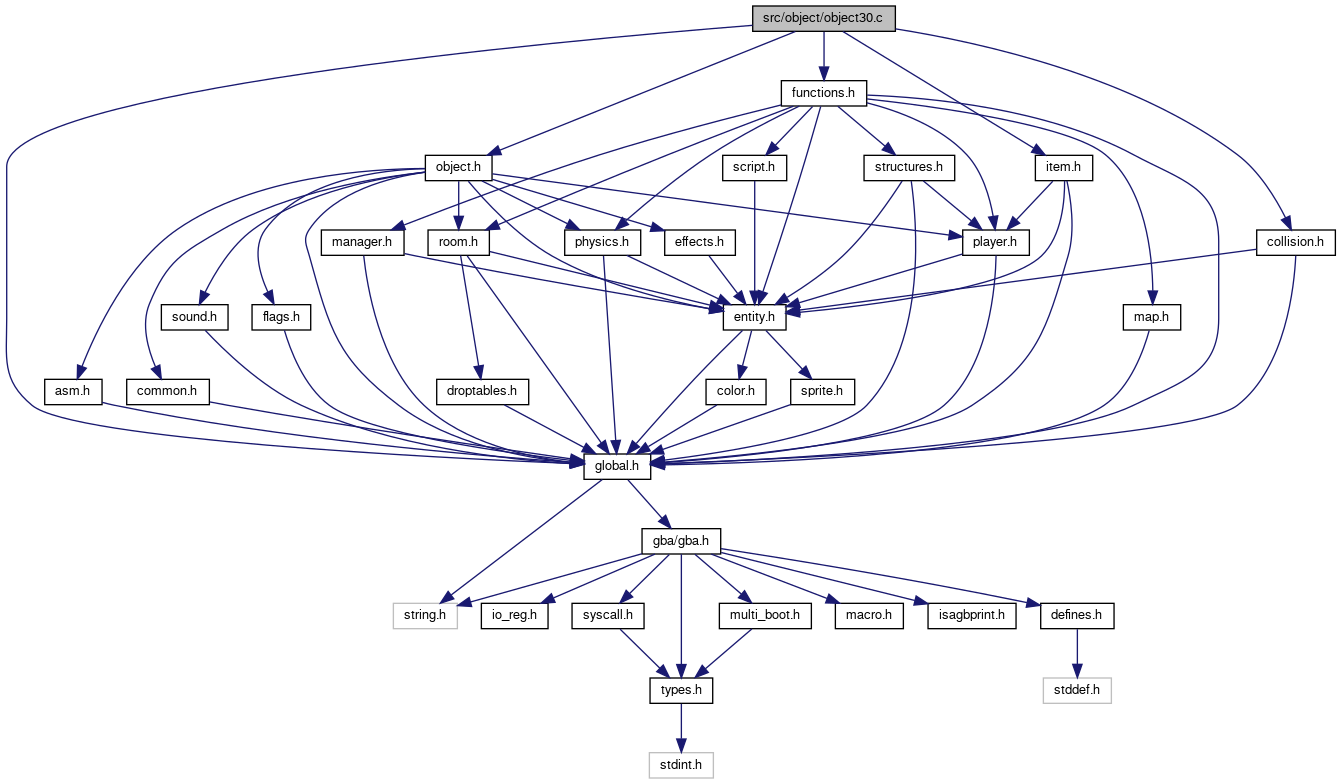 src/object/object30.c
functions.h
object.h
script.h
structures.h
item.h
manager.h
room.h
physics.h
effects.h
player.h
collision.h
sound.h
flags.h
entity.h
map.h
asm.h
common.h
droptables.h
color.h
sprite.h
global.h
gba/gba.h
string.h
io_reg.h
syscall.h
multi_boot.h
macro.h
isagbprint.h
defines.h
types.h
stddef.h
stdint.h